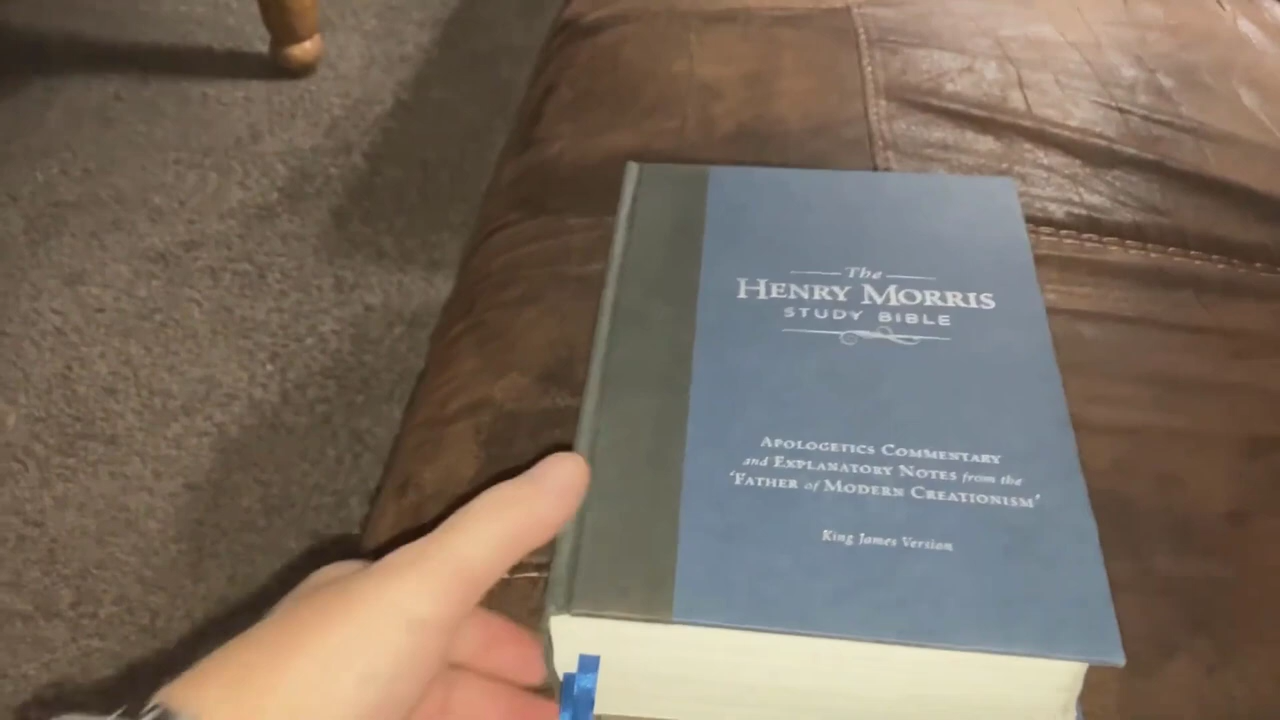 The
HENRY MORRIS
STUDY BIBLE
APOLOGETICS COMMENTARY
and EXPLANATORY NOTES from the
'FATHER of MODERN CREATIONISM'
King James Version